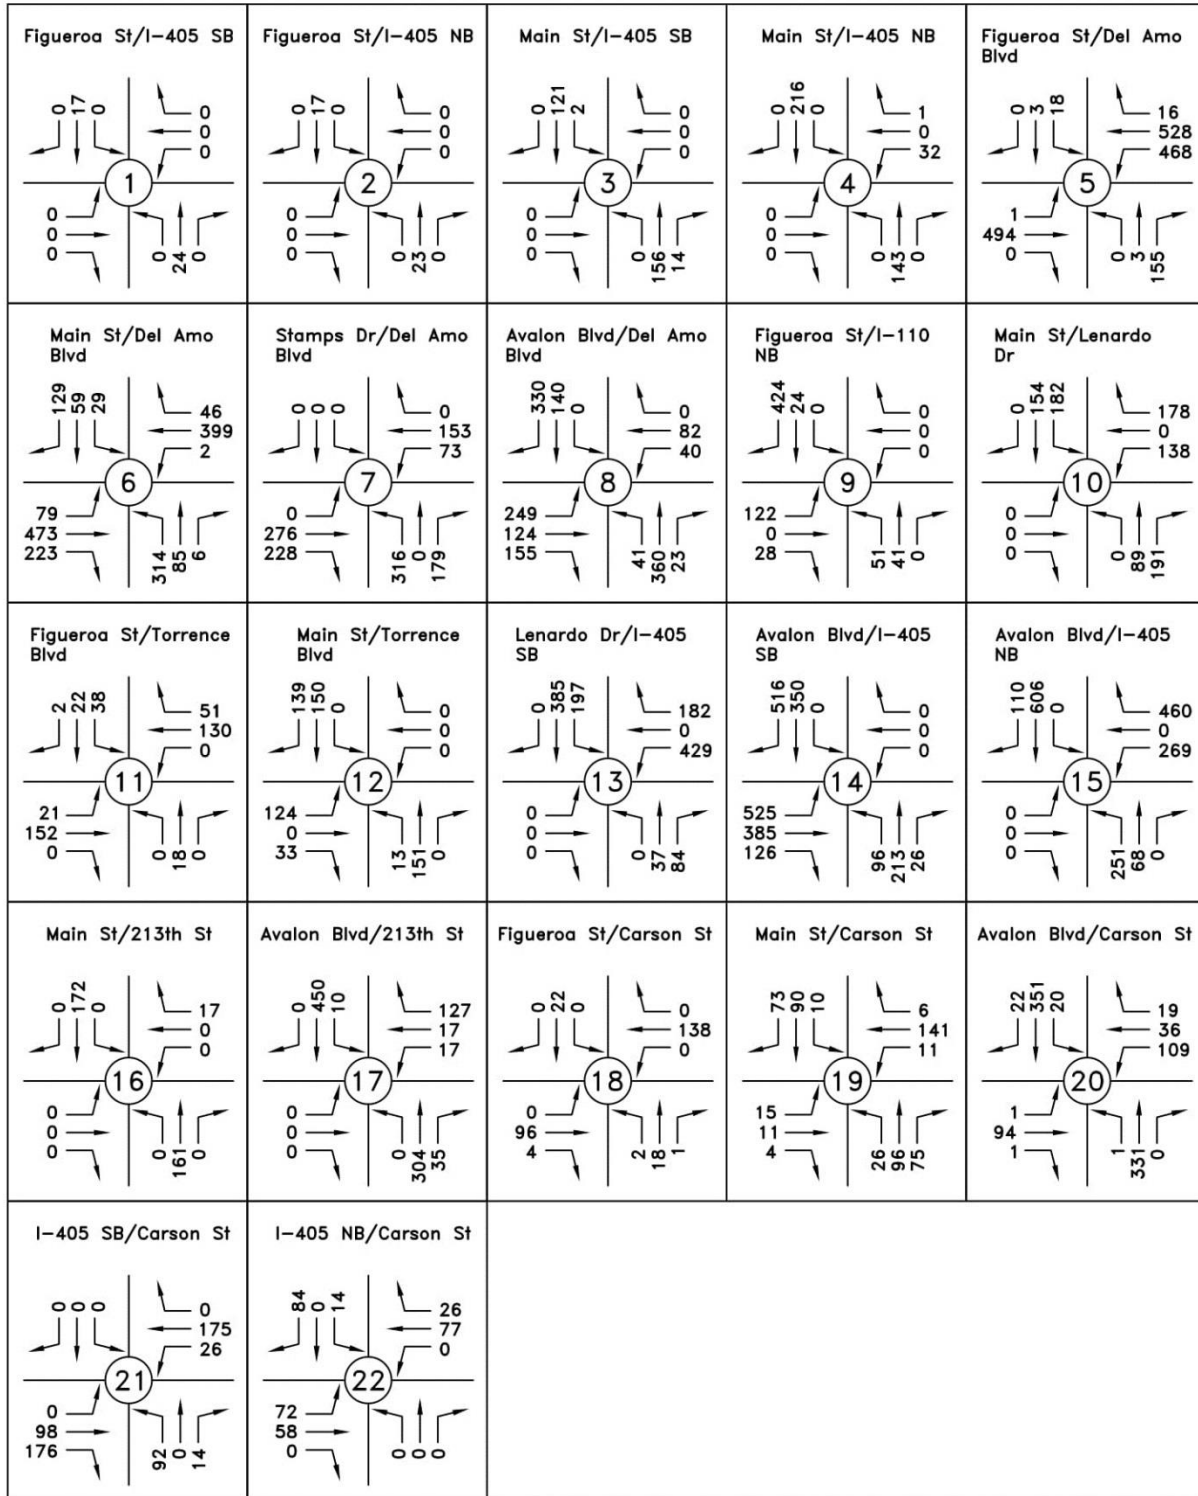 Figueroa St/I-405 SB
0 17 0
0
0
0
1
0
0
0
0 24 0
Figueroa St/I-405 NB
0 17 0
0
0
0
2
0
0
0
0 23 0
Main St/I-405 SB
0 121 2
0
0
0
3
0
0
0
0 156 14
Main St/I-405 NB
0 216 0
1
0
32
4
0
0
0
0 143 0
Figueroa St/Del Amo
Blvd
0 3 18
16
528
468
5
1
494
0
0 3 155
Main St/Del Amo
Blvd
129 59 29
46
399
2
6
79
473
223
314 85 6
Stamps Dr/Del Amo
Blvd
0 0 0
0
153
73
7
0
276
228
316 0 179
Avalon Blvd/Del Amo
Blvd
330 140 0
0
82
40
8
249
124
155
41 360 23
Figueroa St/I-110
NB
424 24 0
0
0
0
9
122
0
28
51 41 0
Main St/Lenardo
Dr
0 154 182
178
0
138
10
0
0
0
0 89 191
Figueroa St/Torrence
Blvd
2 22 38
51
130
0
11
21
152
0
0 18 0
Main St/Torrence
Blvd
139 150 0
0
0
0
12
124
0
33
13 151 0
Lenardo Dr/I-405
SB
0 385 197
182
0
429
13
0
0
0
0 37 84
Avalon Blvd/I-405
SB
516 350 0
0
0
0
14
525
385
126
96 213 26
Avalon Blvd/I-405
NB
110 606 0
460
0
269
15
0
0
0
251 68 0
Main St/213th St
0 172 0
17
0
0
16
0
0
0
0 161 0
Avalon Blvd/213th St
0 450 10
127
17
17
17
0
0
0
0 304 35
Figueroa St/Carson St
0 22 0
0
138
0
18
0
96
4
2 18 1
Main St/Carson St
73 90 10
6
141
11
19
15
11
4
26 96 75
Avalon Blvd/Carson St
22 351 20
19
36
109
20
1
94
1
1 331 0
I-405 SB/Carson St
0 0 0
0
175
26
21
0
98
176
92 0 14
I-405 NB/Carson St
84 0 14
26
77
0
22
72
58
0
0 0 0